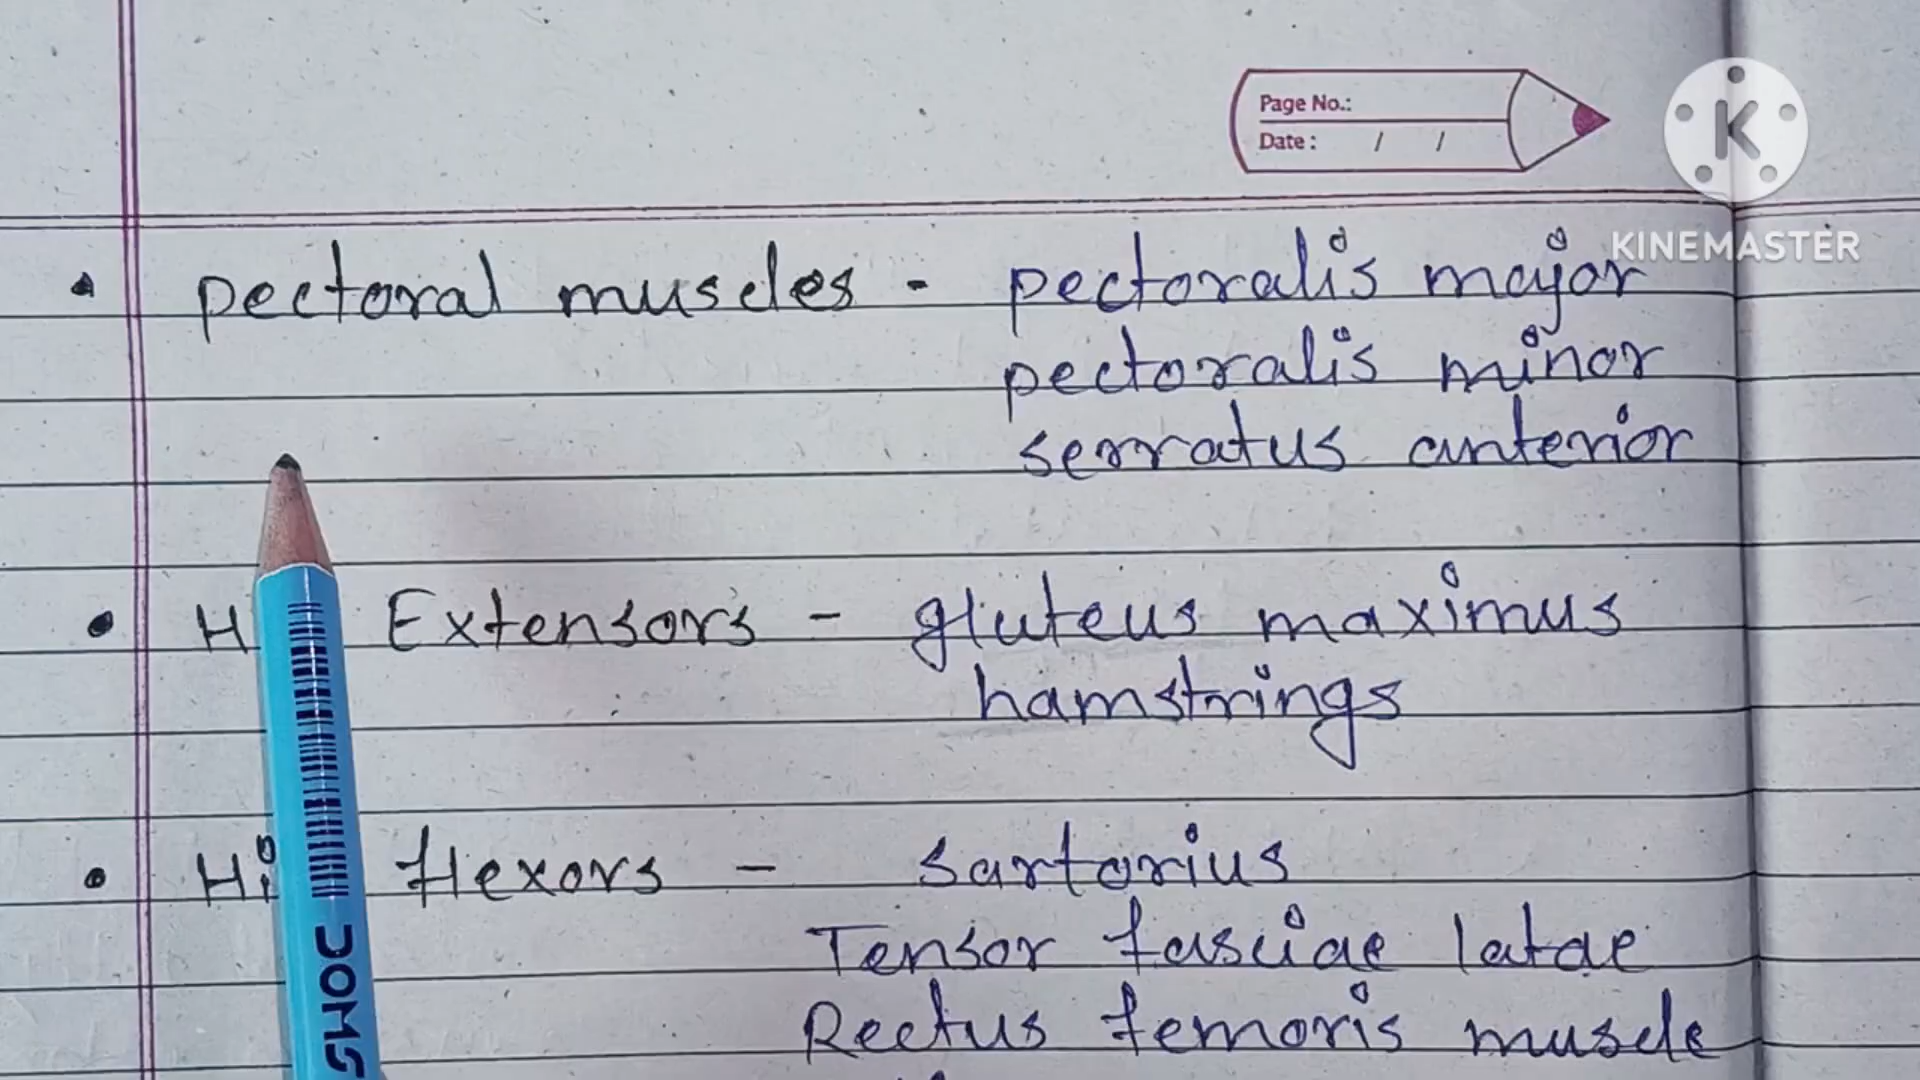 Page No.:
Date : / /
K
KINEMASTER
• pectoral muscles - pectoralis major
pectoralis minor
serratus anterior
• H Extensors - gluteus maximus
hamstrings
• Hi flexors - sartorius
Tensor fasciae latae
Rectus femoris muscle
DOMS